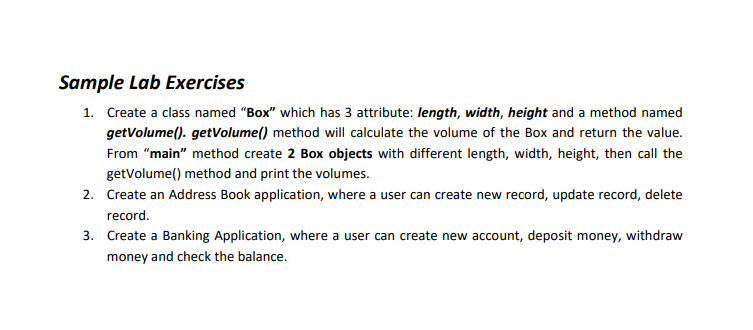 Sample Lab Exercises
1. Create a class named “Box” which has 3 attribute: length, width, height and a method named
getVolume(). getVolume() method will calculate the volume of the Box and return the value.
From “main” method create 2 Box objects with different length, width, height, then call the
getVolume() method and print the volumes.
2. Create an Address Book application, where a user can create new record, update record, delete
record.
3. Create a Banking Application, where a user can create new account, deposit money, withdraw
money and check the balance.